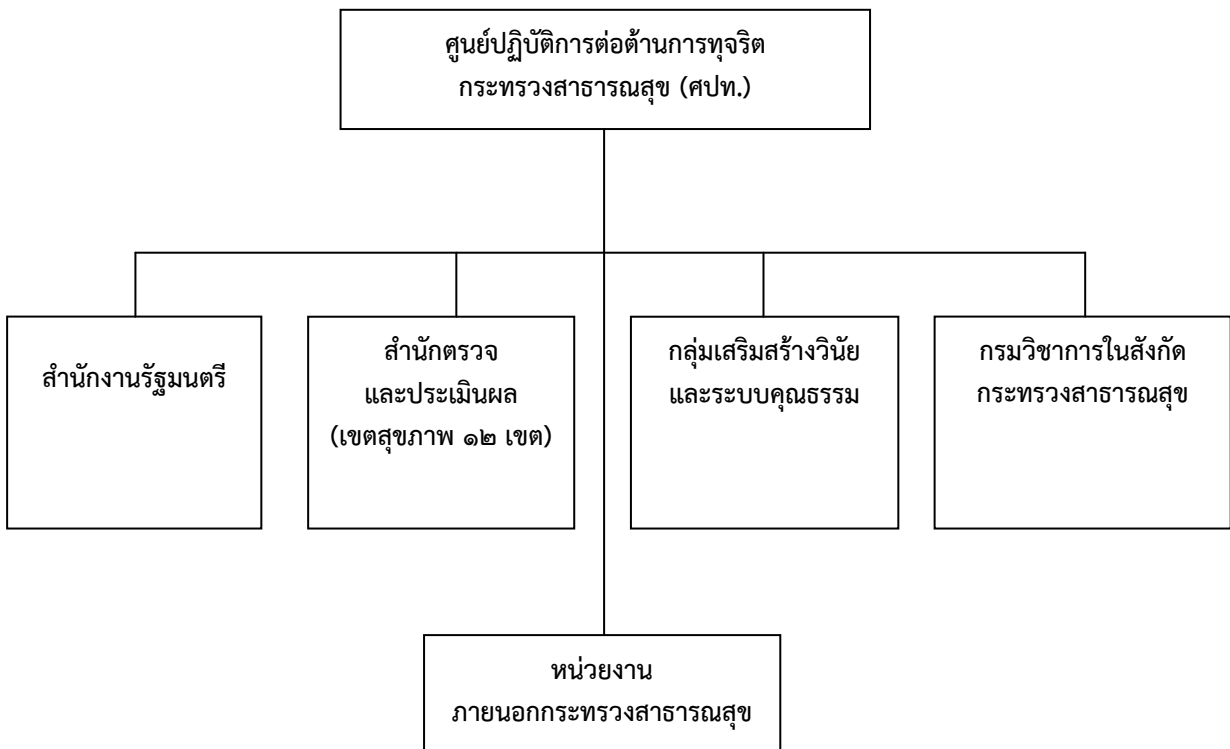 ศูนย์ปฏิบัติการต่อต้านการทุจริต
กระทรวงสาธารณสุข (ศปท.)
สำนักงานรัฐมนตรี
สำนักตรวจ
และประเมินผล
(เขตสุขภาพ ๑๒ เขต)
กลุ่มเสริมสร้างวินัย
และระบบคุณธรรม
กรมวิชาการในสังกัด
กระทรวงสาธารณสุข
หน่วยงาน
ภายนอกกระทรวงสาธารณสุข